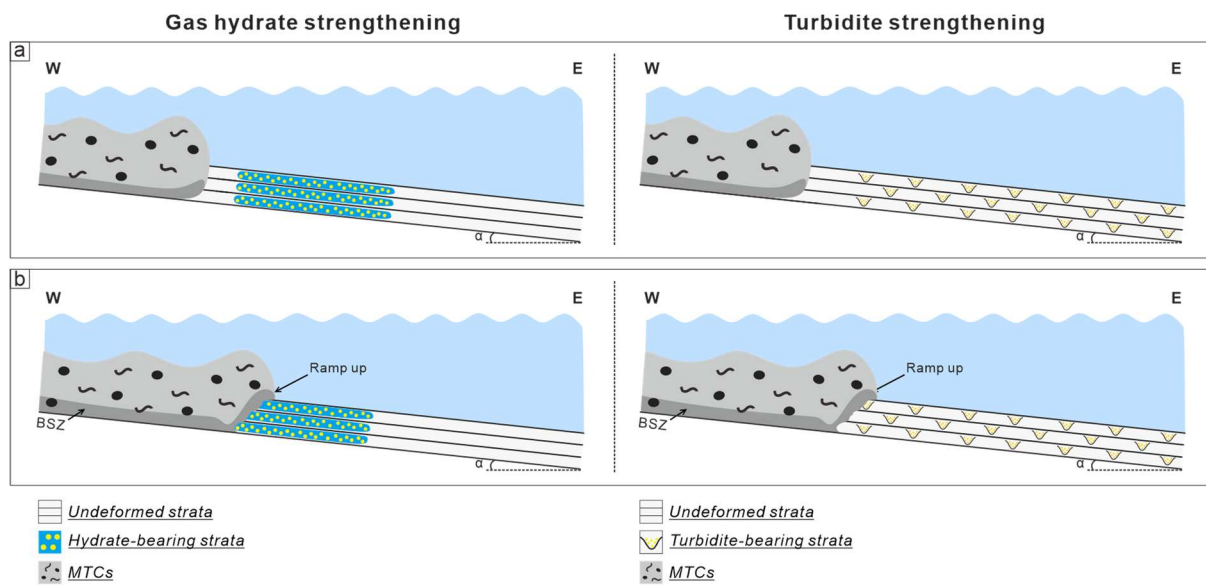 Gas hydrate strengthening
Turbidite strengthening
a
W
E
W
E
α
α
b
W
E
W
E
Ramp up
Ramp up
BSZ
BSZ
α
α
Undeformed strata
Undeformed strata
Hydrate-bearing strata
Turbidite-bearing strata
MTCs
MTCs